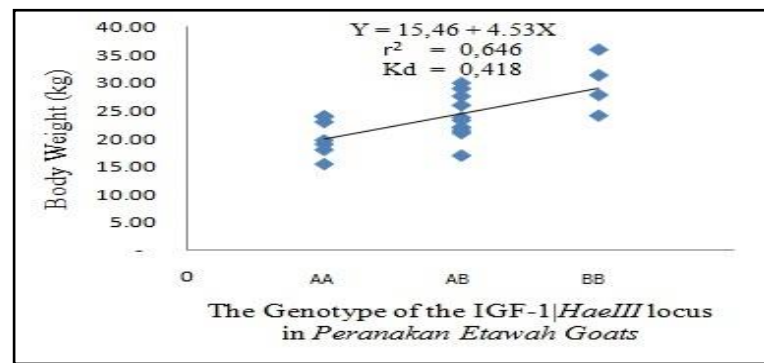 Y = 15,46 + 4.53X
r² = 0,646
Kd = 0,418
Body Weight (kg)
40.00
35.00
30.00
25.00
20.00
15.00
10.00
5.00
-
0 AA AB BB
The Genotype of the IGF-1|HaeIII locus
in Peranakan Etawah Goats